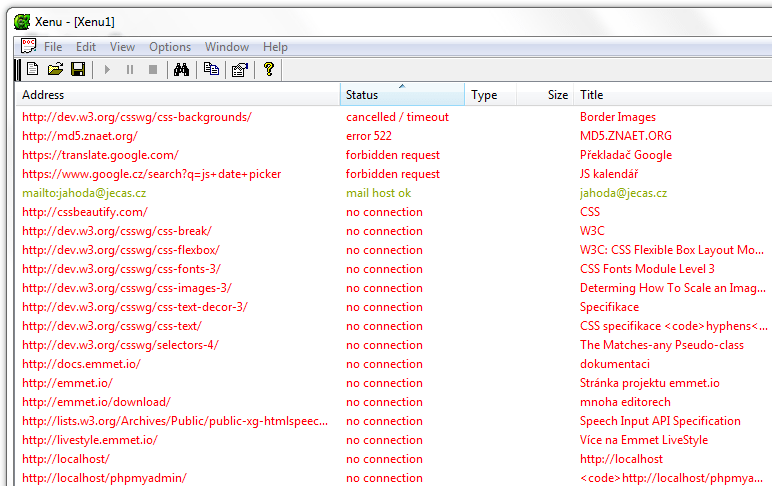 Xenu - [Xenu1]
DOC File Edit View Options Window Help
Address Status Type Size Title
http://dev.w3.org/csswg/css-backgrounds/ cancelled / timeout Border Images
http://md5.znaet.org/ error 522 MD5.ZNAET.ORG
https://translate.google.com/ forbidden request Překladač Google
https://www.google.cz/search?q=js+date+picker forbidden request JS kalendář
mailto:jahoda@jecas.cz mail host ok jahoda@jecas.cz
http://cssbeautify.com/ no connection CSS
http://dev.w3.org/csswg/css-break/ no connection W3C
http://dev.w3.org/csswg/css-flexbox/ no connection W3C: CSS Flexible Box Layout Mo...
http://dev.w3.org/csswg/css-fonts-3/ no connection CSS Fonts Module Level 3
http://dev.w3.org/csswg/css-images-3/ no connection Determing How To Scale an Imag...
http://dev.w3.org/csswg/css-text-decor-3/ no connection Specifikace
http://dev.w3.org/csswg/css-text/ no connection CSS specifikace <code>hyphens<...
http://dev.w3.org/csswg/selectors-4/ no connection The Matches-any Pseudo-class
http://docs.emmet.io/ no connection dokumentaci
http://emmet.io/ no connection Stránka projektu emmet.io
http://emmet.io/download/ no connection mnoha editorech
http://lists.w3.org/Archives/Public/public-xg-htmlspeec... no connection Speech Input API Specification
http://livestyle.emmet.io/ no connection Více na Emmet LiveStyle
http://localhost/ no connection http://localhost
http://localhost/phpmyadmin/ no connection <code>http://localhost/phpmya...